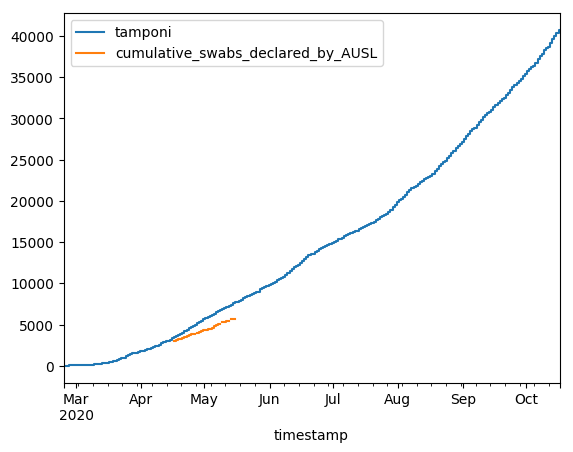 tamponi
cumulative_swabs_declared_by_AUSL
40000
35000
30000
25000
20000
15000
10000
5000
0
Mar Apr May Jun Jul Aug Sep Oct
2020
timestamp